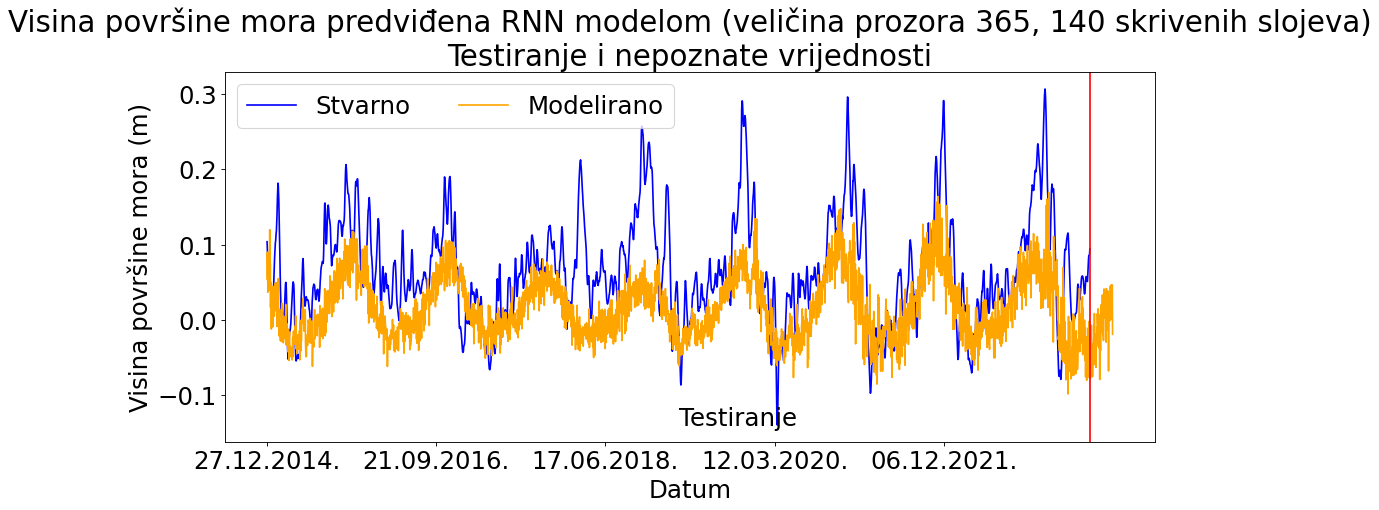 Visina površine mora predviđena RNN modelom (veličina prozora 365, 140 skrivenih slojeva)
Testiranje i nepoznate vrijednosti
Stvarno
Modelirano
Visina površine mora (m)
0.3
0.2
0.1
0.0
−0.1
Testiranje
27.12.2014.
21.09.2016.
17.06.2018.
12.03.2020.
06.12.2021.
Datum